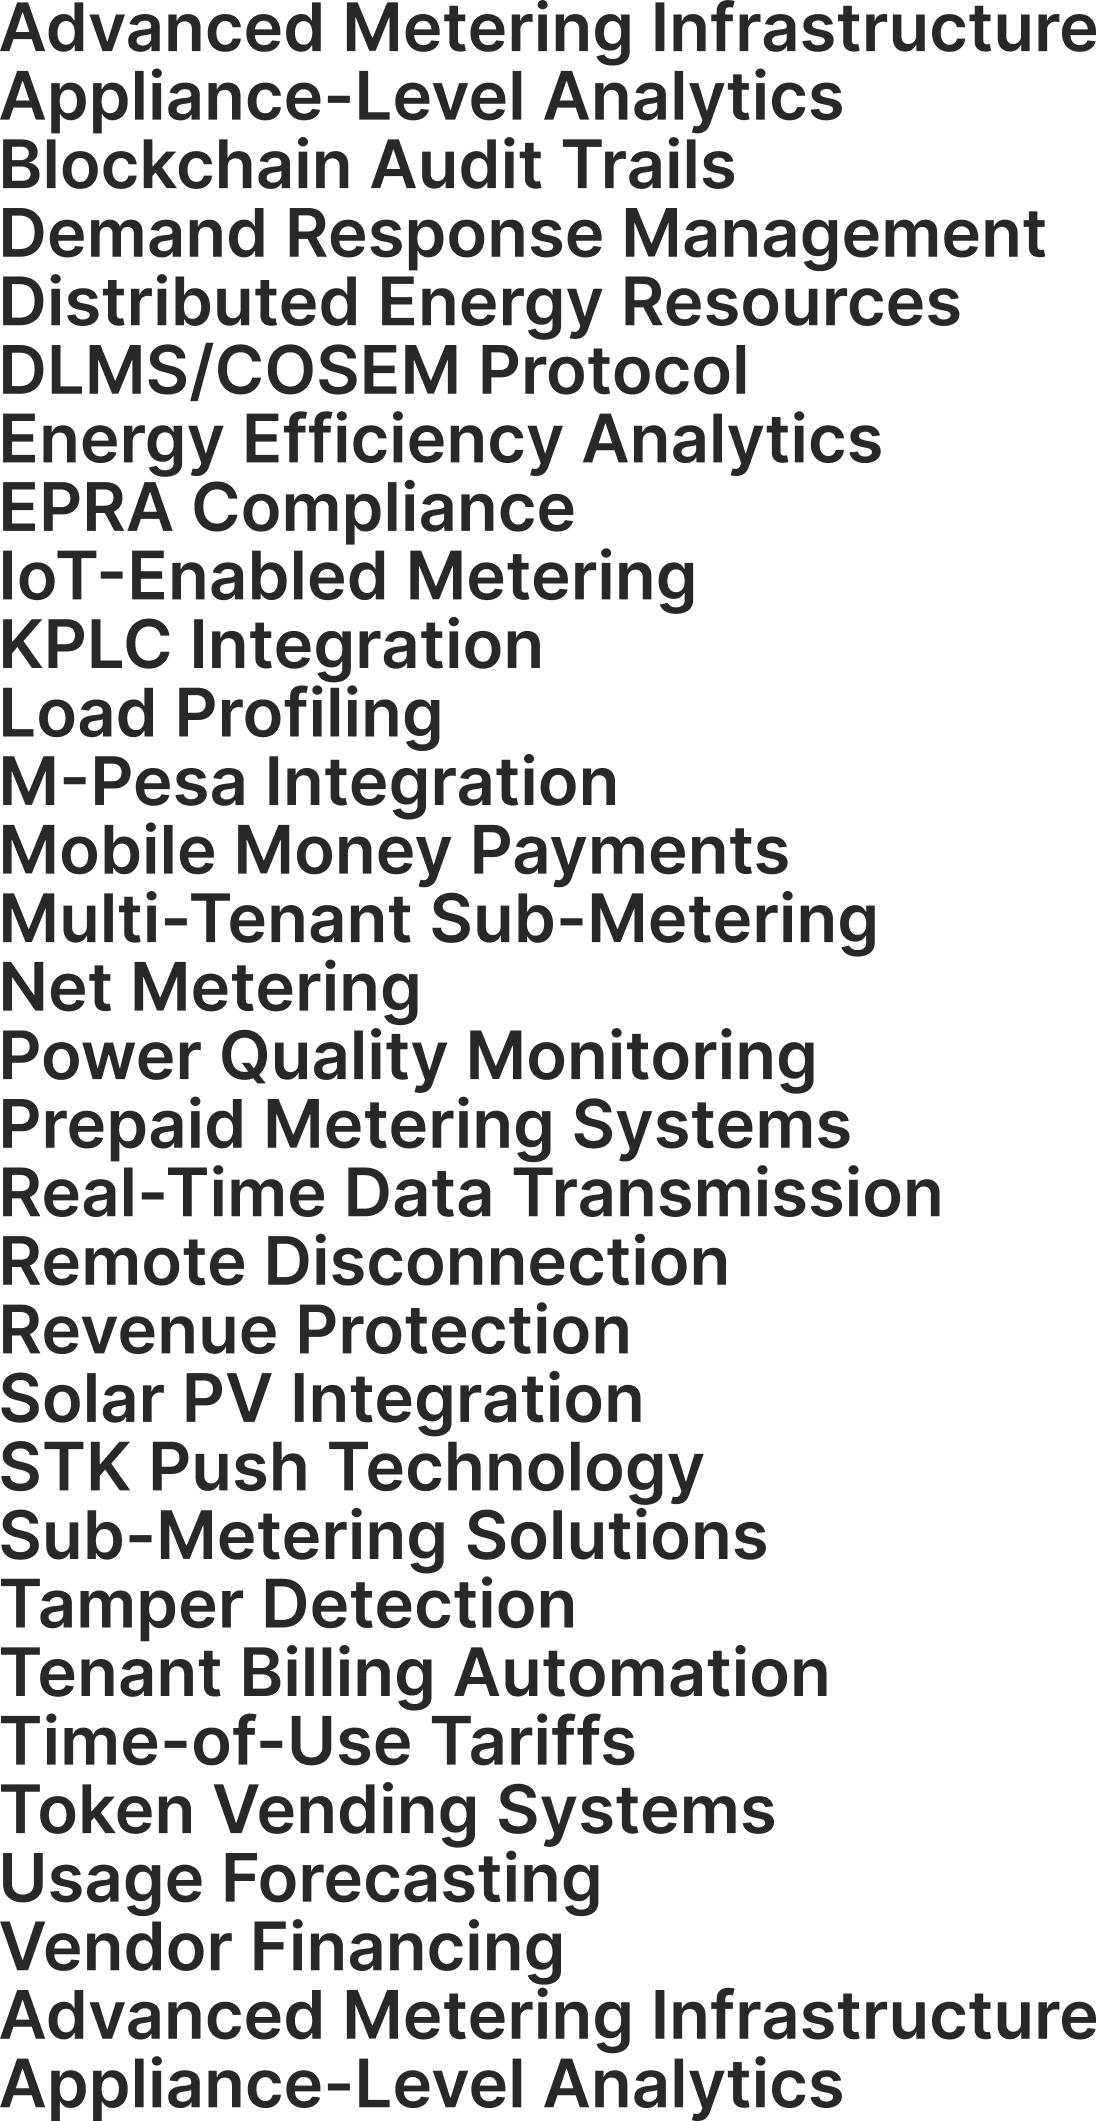 Advanced Metering Infrastructure
Appliance-Level Analytics
Blockchain Audit Trails
Demand Response Management
Distributed Energy Resources
DLMS/COSEM Protocol
Energy Efficiency Analytics
EPRA Compliance
IoT-Enabled Metering
KPLC Integration
Load Profiling
M-Pesa Integration
Mobile Money Payments
Multi-Tenant Sub-Metering
Net Metering
Power Quality Monitoring
Prepaid Metering Systems
Real-Time Data Transmission
Remote Disconnection
Revenue Protection
Solar PV Integration
STK Push Technology
Sub-Metering Solutions
Tamper Detection
Tenant Billing Automation
Time-of-Use Tariffs
Token Vending Systems
Usage Forecasting
Vendor Financing
Advanced Metering Infrastructure
Appliance-Level Analytics